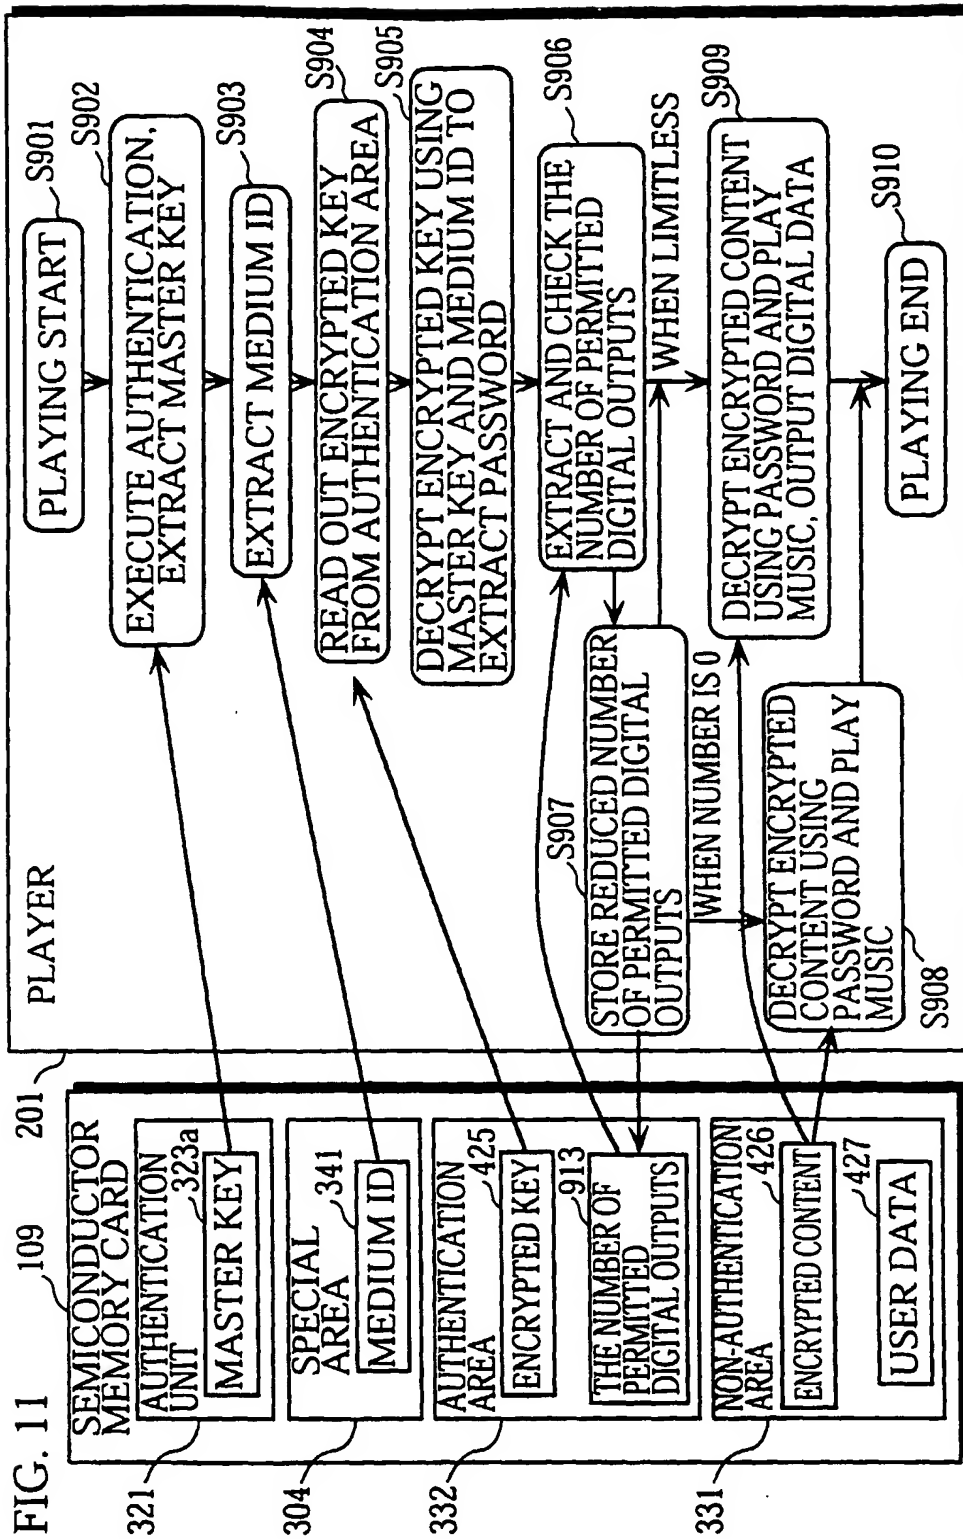 FIG. 11
109
201
SEMICONDUCTOR
MEMORY CARD
321
AUTHENTICATION
UNIT
323a
MASTER KEY
304
SPECIAL
AREA
341
MEDIUM ID
332
AUTHENTICATION
AREA
425
ENCRYPTED KEY
913
THE NUMBER OF
PERMITTED
DIGITAL OUTPUTS
331
NON-AUTHENTICATION
AREA
426
ENCRYPTED CONTENT
427
USER DATA
PLAYER
PLAYING START
S901
EXECUTE AUTHENTICATION,
EXTRACT MASTER KEY
S902
EXTRACT MEDIUM ID
S903
READ OUT ENCRYPTED KEY
FROM AUTHENTICATION AREA
S904
DECRYPT ENCRYPTED KEY USING
MASTER KEY AND MEDIUM ID TO
EXTRACT PASSWORD
S905
EXTRACT AND CHECK THE
NUMBER OF PERMITTED
DIGITAL OUTPUTS
S906
S907
STORE REDUCED NUMBER
OF PERMITTED DIGITAL
OUTPUTS
WHEN LIMITLESS
WHEN NUMBER IS 0
DECRYPT ENCRYPTED
CONTENT USING
PASSWORD AND PLAY
MUSIC
S908
DECRYPT ENCRYPTED CONTENT
USING PASSWORD AND PLAY
MUSIC, OUTPUT DIGITAL DATA
S909
PLAYING END
S910